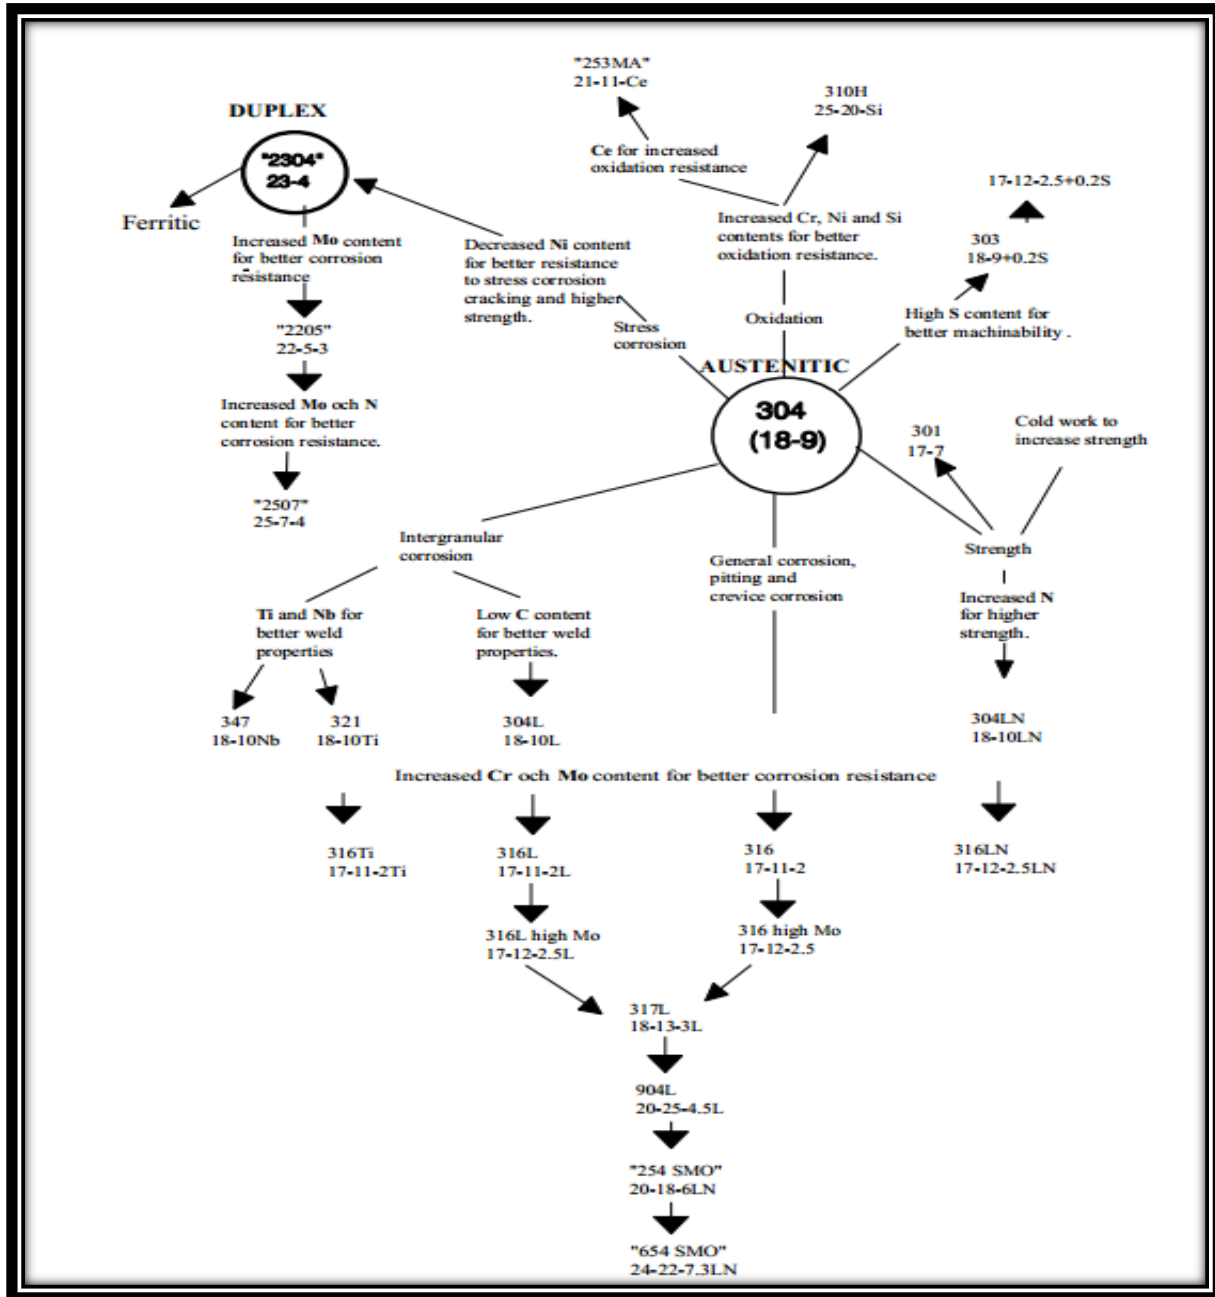 "253MA"
21-11-Ce
310H
25-20-Si
DUPLEX
"2304"
23-4
Ferritic
Ce for increased
oxidation resistance
17-12-2.5+0.2S
Increased Mo content
for better corrosion
resistance
Decreased Ni content
for better resistance
to stress corrosion
cracking and higher
strength.
Increased Cr, Ni and Si
contents for better
oxidation resistance.
303
18-9+0.2S
Stress
corrosion
Oxidation
High S content for
better machinability .
"2205"
22-5-3
AUSTENITIC
304
(18-9)
Increased Mo och N
content for better
corrosion resistance.
301
17-7
Cold work to
increase strength
"2507"
25-7-4
Intergranular
corrosion
General corrosion,
pitting and
crevice corrosion
Strength
Ti and Nb for
better weld
properties
Low C content
for better weld
properties.
Increased N
for higher
strength.
347
18-10Nb
321
18-10Ti
304L
18-10L
304LN
18-10LN
Increased Cr och Mo content for better corrosion resistance
316Ti
17-11-2Ti
316L
17-11-2L
316
17-11-2
316LN
17-12-2.5LN
316L high Mo
17-12-2.5L
316 high Mo
17-12-2.5
317L
18-13-3L
904L
20-25-4.5L
"254 SMO"
20-18-6LN
"654 SMO"
24-22-7.3LN